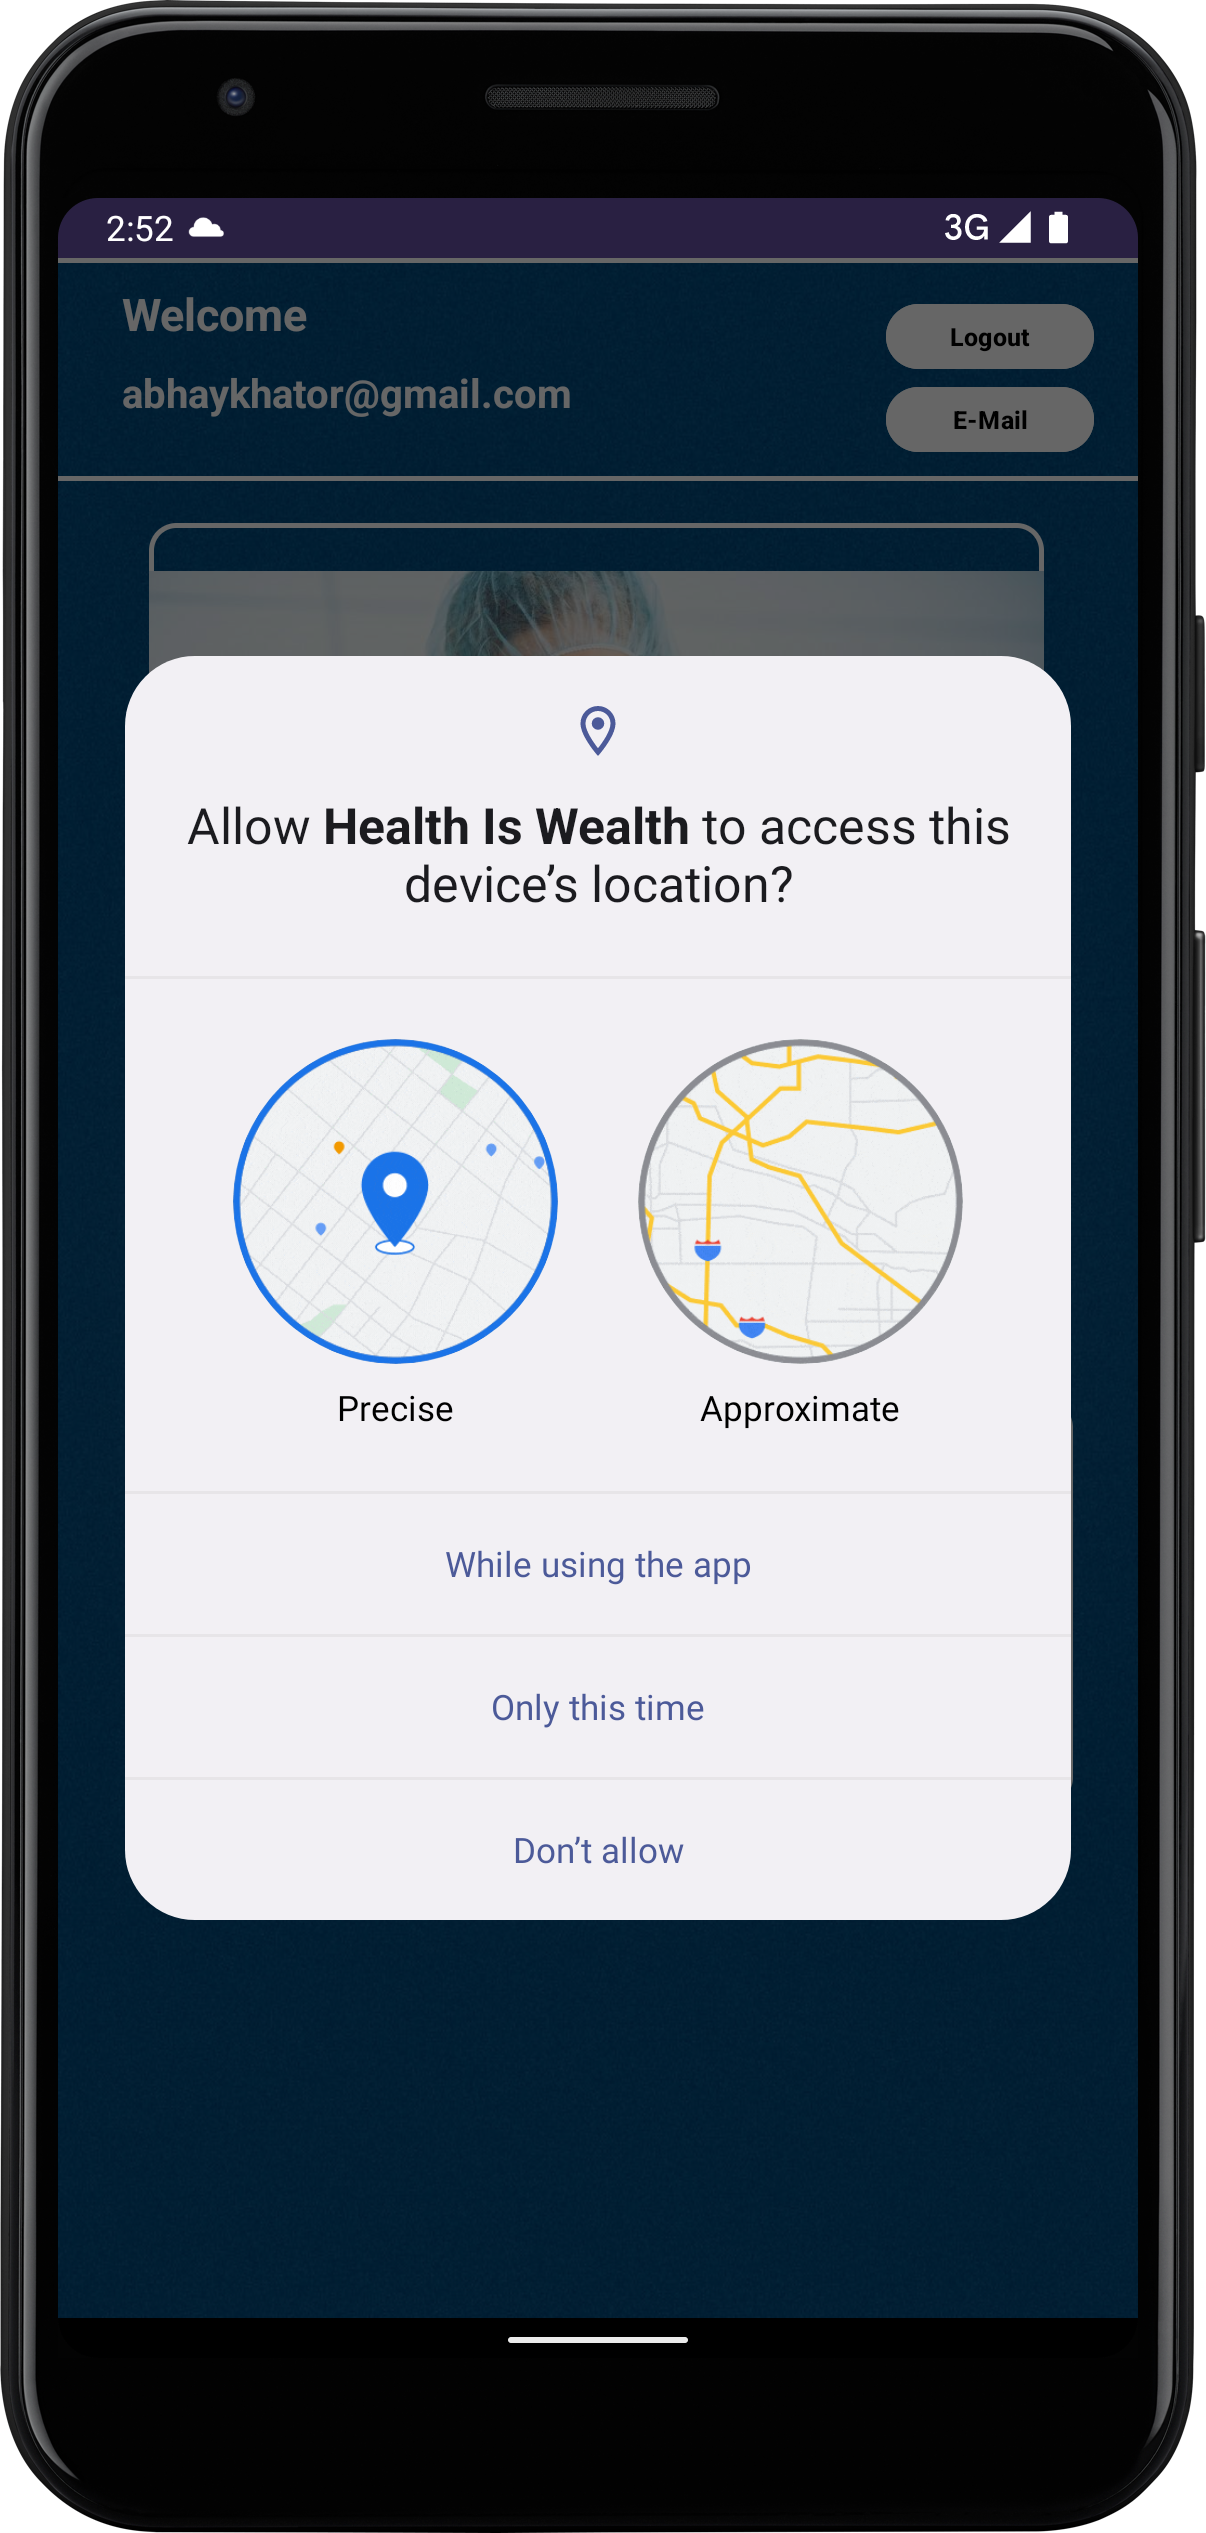 2:52 3G
Welcome
Logout
abhaykhator@gmail.com
E-Mail
Allow Health Is Wealth to access this
device’s location?
Precise Approximate
While using the app
Only this time
Don’t allow